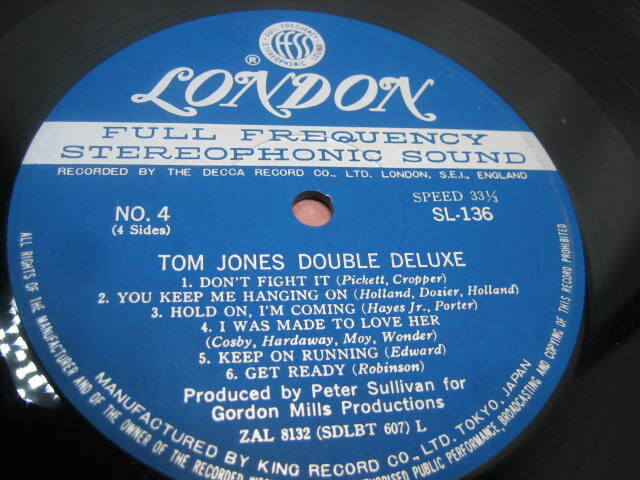 FULL FREQUENCY
ffss
STEREOPHONIC SOUND
LONDON
®
FULL FREQUENCY
STEREOPHONIC SOUND
RECORDED BY THE DECCA RECORD CO., LTD. LONDON, S.E.I., ENGLAND
SPEED 33⅓
NO. 4
SL-136
(4 Sides)
TOM JONES DOUBLE DELUXE
1. DON'T FIGHT IT (Pickett, Cropper)
2. YOU KEEP ME HANGING ON (Holland, Dozier, Holland)
3. HOLD ON, I'M COMING (Hayes Jr., Porter)
4. I WAS MADE TO LOVE HER
(Cosby, Hardaway, Moy, Wonder)
5. KEEP ON RUNNING (Edward)
6. GET READY (Robinson)
Produced by Peter Sullivan for
Gordon Mills Productions
ZAL 8132 (SDLBT 607) L
MANUFACTURED BY KING RECORD CO., LTD. TOKYO, JAPAN
ALL RIGHTS OF THE MANUFACTURER AND OF THE OWNER OF THE RECORDED
PUBLIC PERFORMANCE, BROADCASTING AND COPYING OF THIS RECORD PROHIBITED